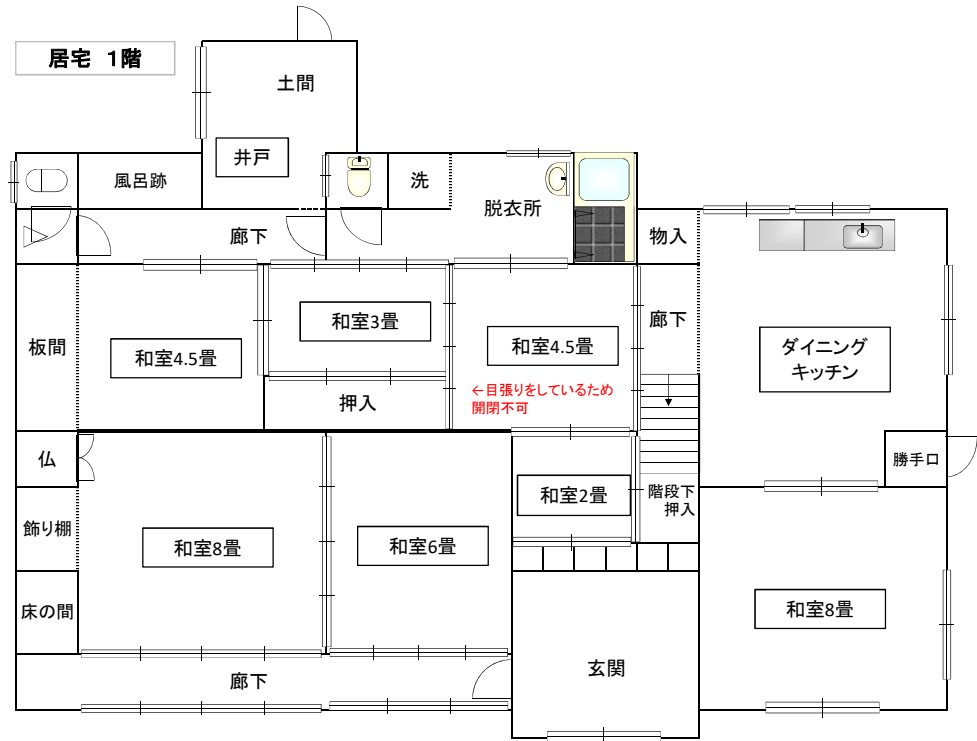 居宅 1階
土間
井戸
風呂跡
洗
脱衣所
廊下
物入
板間
和室4.5畳
和室3畳
和室4.5畳
廊下
ダイニング
キッチン
押入
←目張りをしているため
開閉不可
仏
勝手口
飾り棚
和室8畳
和室6畳
和室2畳
階段下
押入
床の間
和室8畳
廊下
玄関